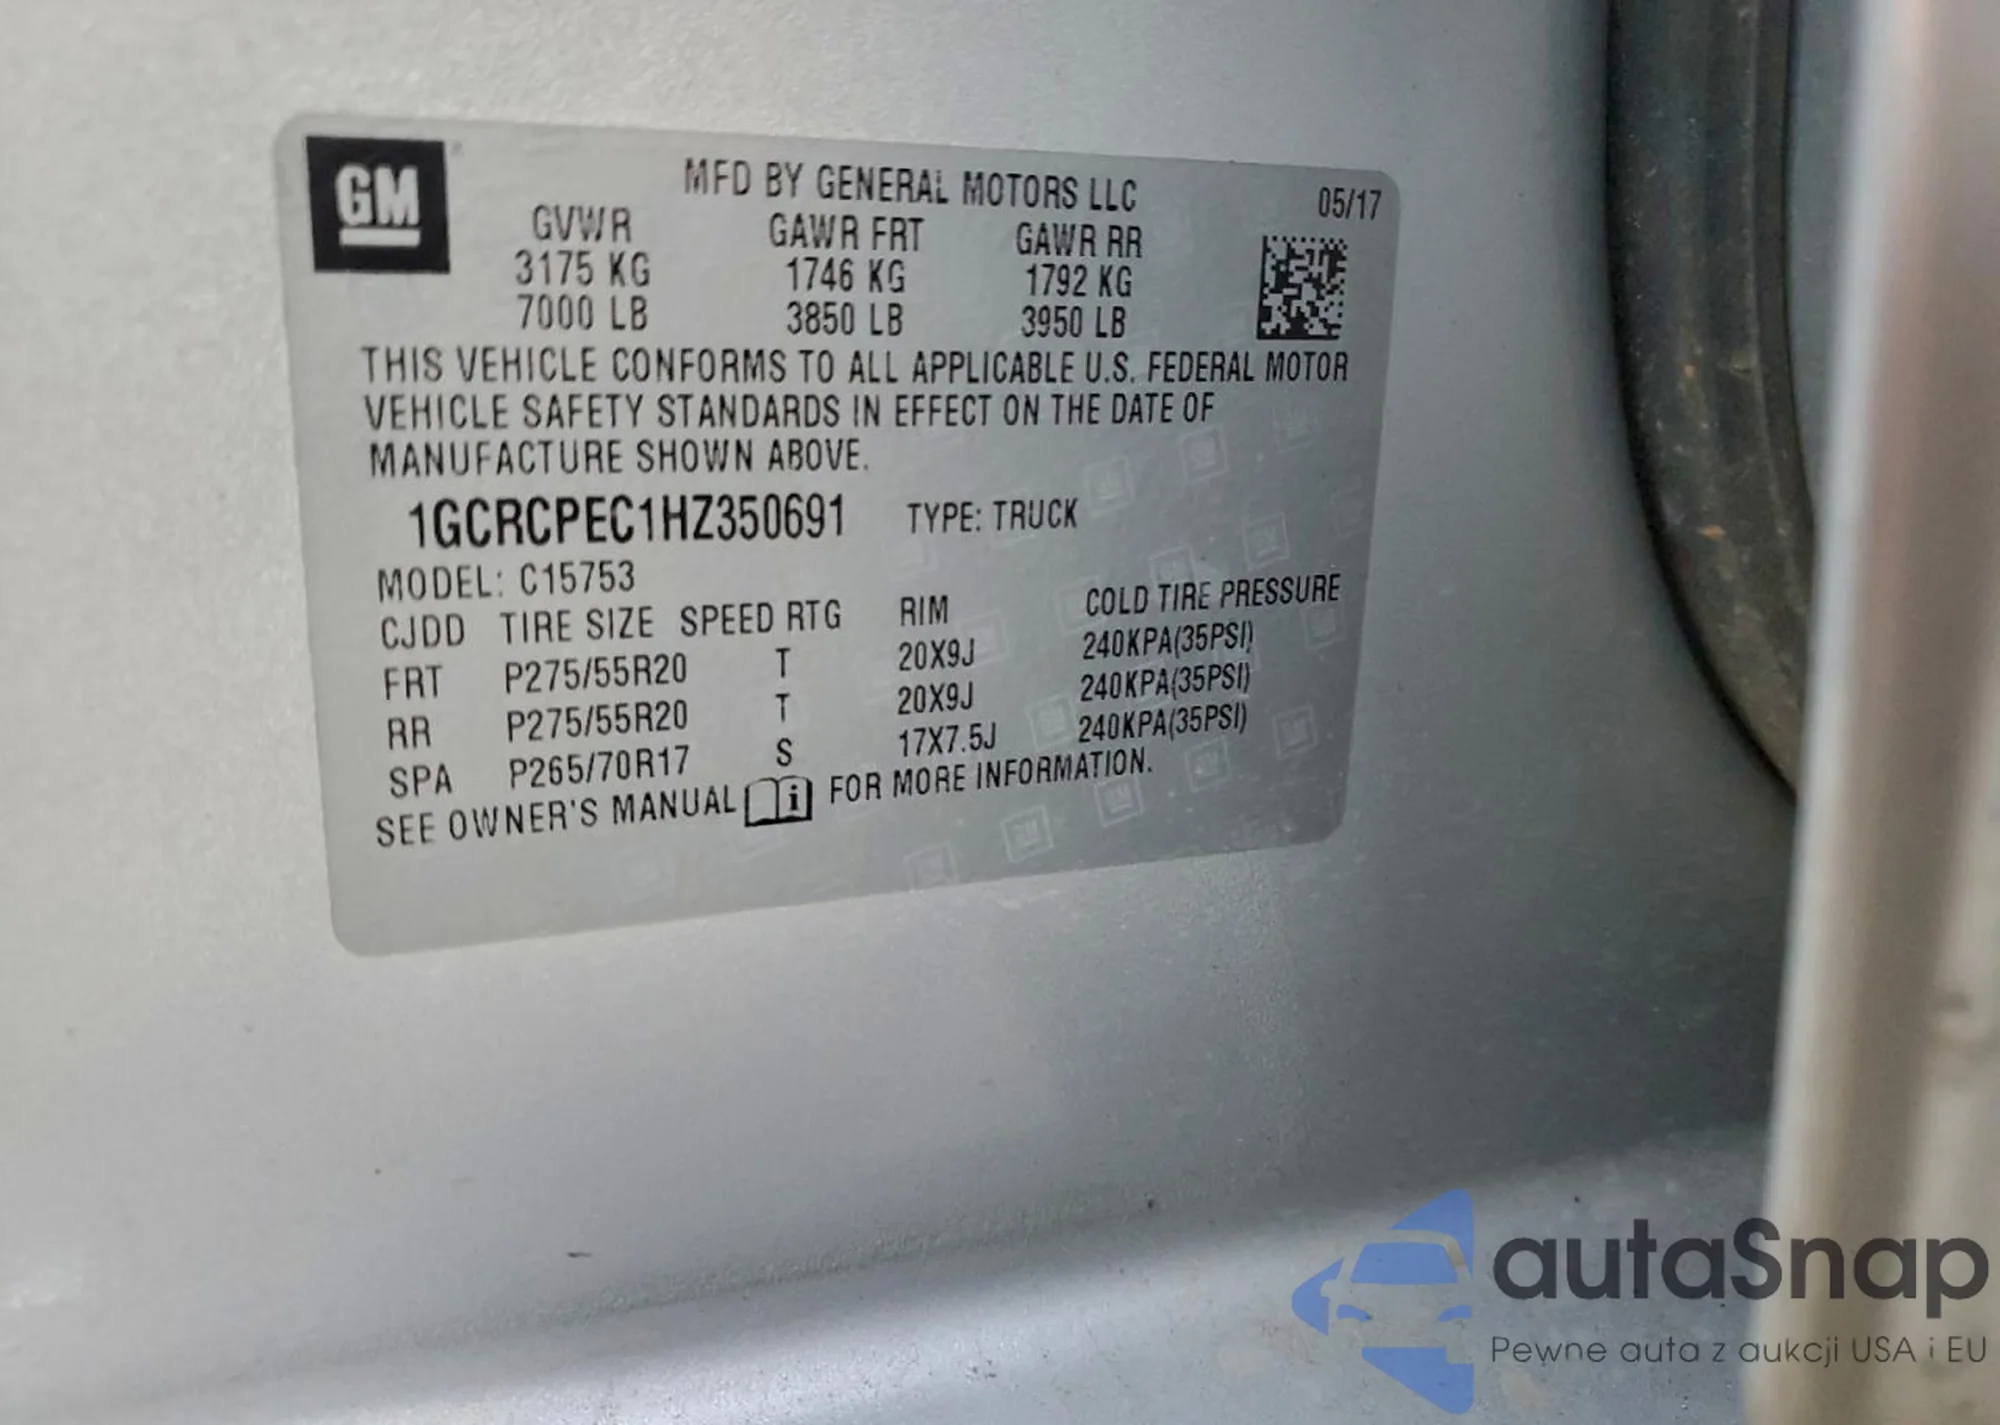 GM
MFD BY GENERAL MOTORS LLC 05/17
GVWR GAWR FRT GAWR RR
3175 KG 1746 KG 1792 KG
7000 LB 3850 LB 3950 LB
THIS VEHICLE CONFORMS TO ALL APPLICABLE U.S. FEDERAL MOTOR
VEHICLE SAFETY STANDARDS IN EFFECT ON THE DATE OF
MANUFACTURE SHOWN ABOVE.
1GCRCPEC1HZ350691 TYPE: TRUCK
MODEL: C15753
CJDD TIRE SIZE SPEED RTG RIM COLD TIRE PRESSURE
FRT P275/55R20 T 20X9J 240KPA(35PSI)
RR P275/55R20 T 20X9J 240KPA(35PSI)
SPA P265/70R17 S 17X7.5J 240KPA(35PSI)
SEE OWNER'S MANUAL i FOR MORE INFORMATION.
autaSnap
Pewne auta z aukcji USA i EU